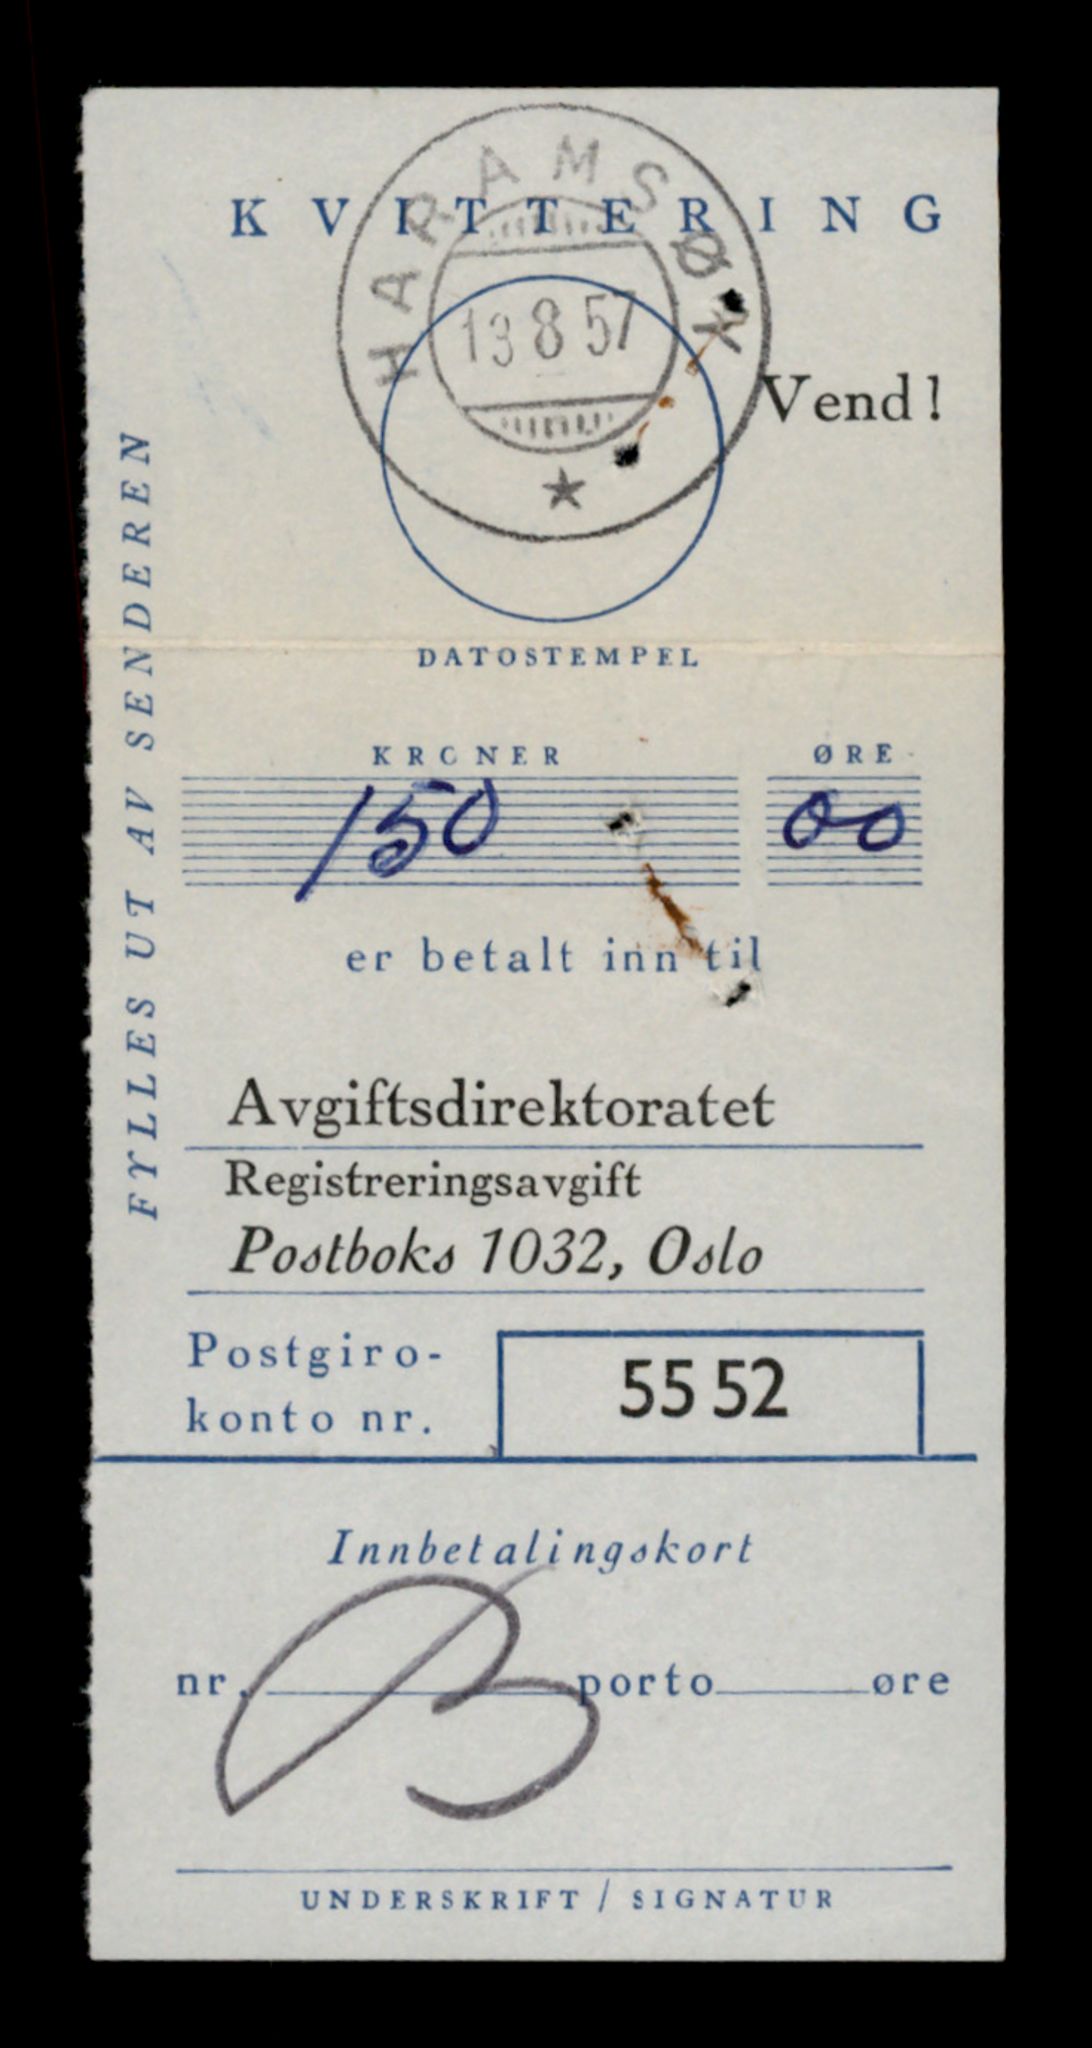 KVITTERING
HARAMSØY
13 8 57
Vend!
DATOSTEMPEL
FYLLES UT AV SENDEREN
KRONER ØRE
150 00
er betalt inn til
Avgiftsdirektoratet
Registreringsavgift
Postboks 1032, Oslo
Postgiro-
konto nr.
55 52
Innbetalingskort
nr. porto øre
UNDERSKRIFT / SIGNATUR